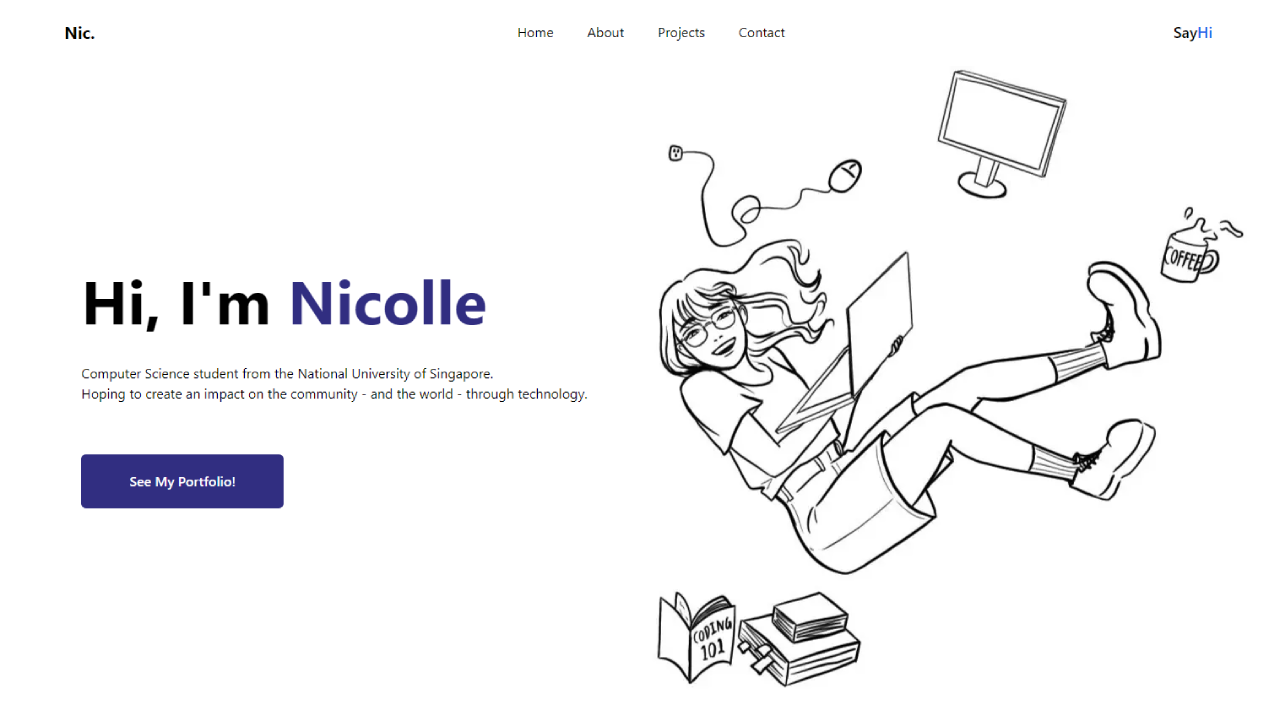 Nic.
Home About Projects Contact
SayHi
COFFEE
Hi, I'm Nicolle
Computer Science student from the National University of Singapore.
Hoping to create an impact on the community - and the world - through technology.
See My Portfolio!
CODING
101